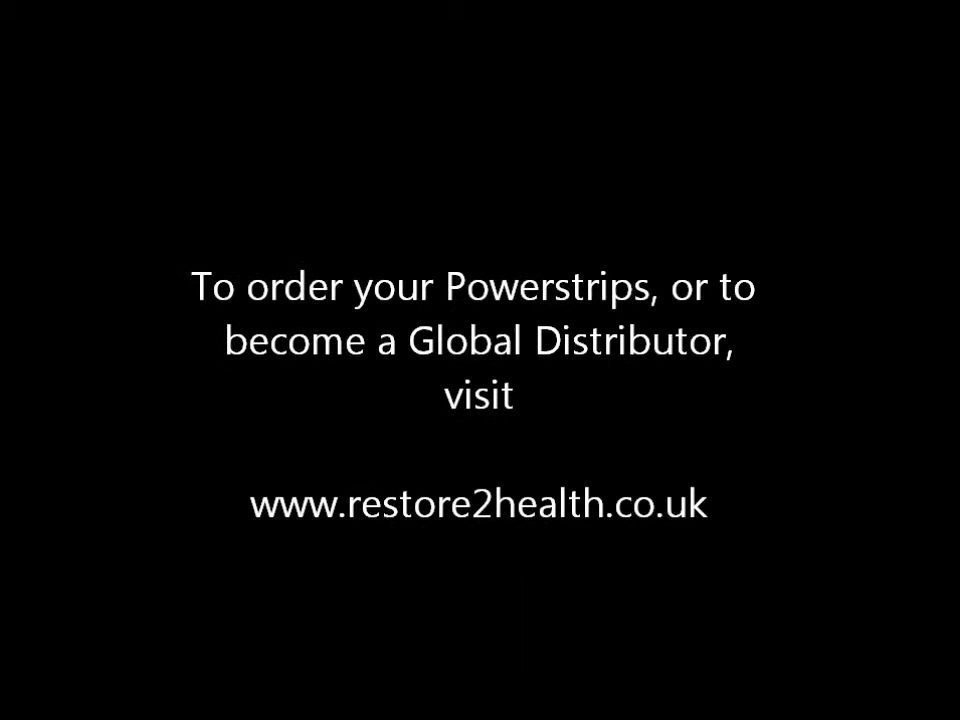 To order your Powerstrips, or to
become a Global Distributor,
visit
www.restore2health.co.uk